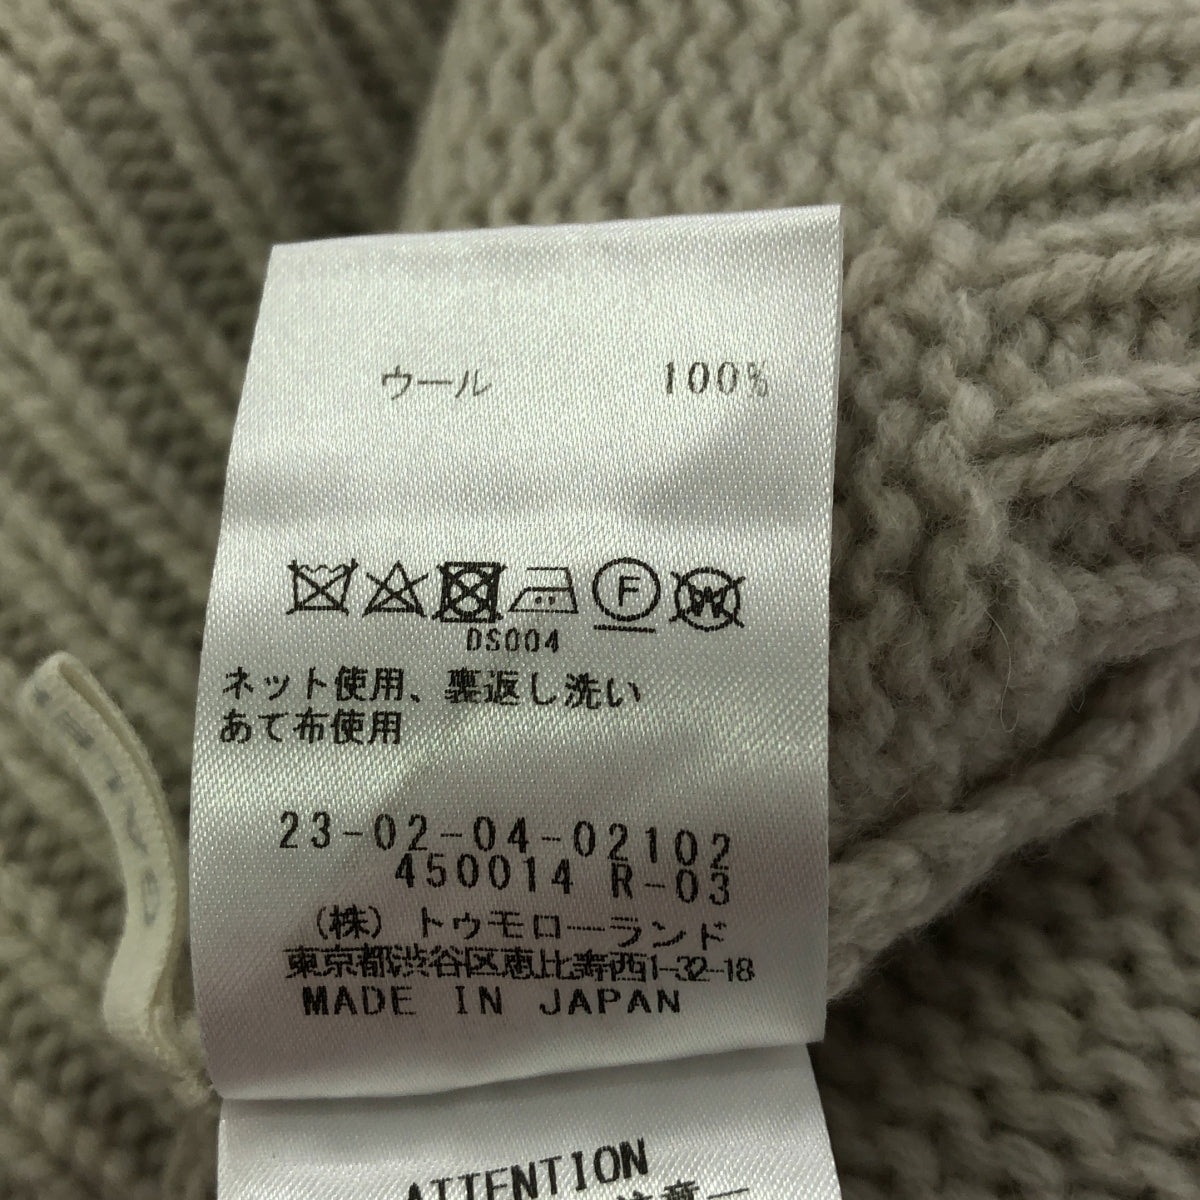 ウール 100%
F W
DS004
ネット使用、裏返し洗い
あて布使用
23-02-04-02102
450014 R-03
(株) トゥモローランド
東京都渋谷区恵比寿西1-32-18
MADE IN JAPAN
ATTENTION
注意